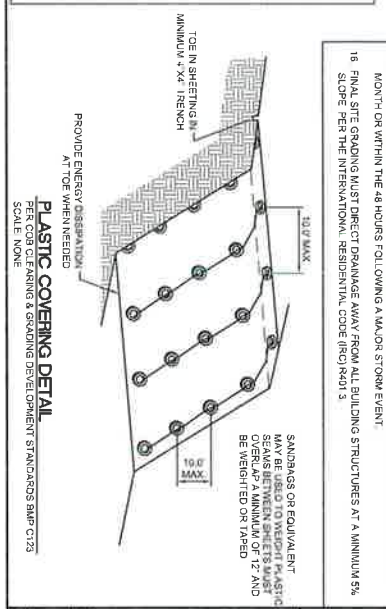 MONTH OR WITHIN THE 48 HOURS FOLLOWING A MAJOR STORM EVENT.
16 FINAL SITE GRADING MUST DIRECT DRAINAGE AWAY FROM ALL BUILDING STRUCTURES AT A MINIMUM 5%
SLOPE PER THE INTERNATIONAL RESIDENTIAL CODE (IRC) R401 3.
TOE IN SHEETING IN
MINIMUM 4"X4" TRENCH
10.0' MAX.
SANDBAGS OR EQUIVALENT
MAY BE USED TO WEIGHT PLASTIC
SEAMS BETWEEN SHEETS MUST
OVERLAP A MINIMUM OF 12" AND
BE WEIGHTED OR TAPED
10.0'
MAX.
PROVIDE ENERGY DISSIPATION
AT TOE WHEN NEEDED
PLASTIC COVERING DETAIL
PER COB CLEARING & GRADING DEVELOPMENT STANDARDS BMP C123
SCALE: NONE